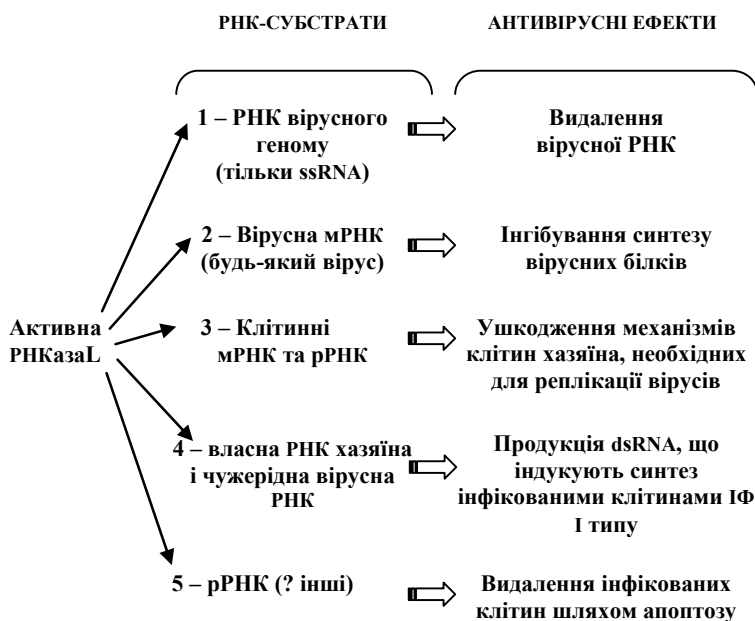 РНК-СУБСТРАТИ
АНТИВІРУСНІ ЕФЕКТИ
1 – РНК вірусного
геному
(тільки ssRNA)
Видалення
вірусної РНК
2 – Вірусна мРНК
(будь-який вірус)
Інгібування синтезу
вірусних білків
Активна
РНКазаL
3 – Клітинні
мРНК та рРНК
Ушкодження механізмів
клітин хазяїна, необхідних
для реплікації вірусів
4 – власна РНК хазяїна
і чужерідна вірусна
РНК
Продукція dsRNA, що
індукують синтез
інфікованими клітинами ІФ
І типу
5 – рРНК (? інші)
Видалення інфікованих
клітин шляхом апоптозу